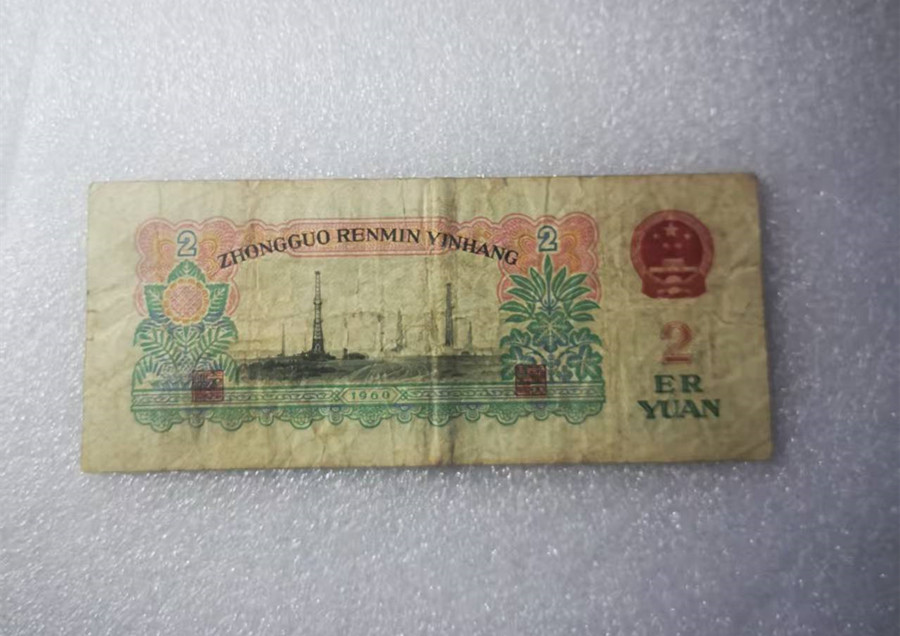 2 2
ZHONGGUO RENMIN YINHANG
1960
2
ER
YUAN